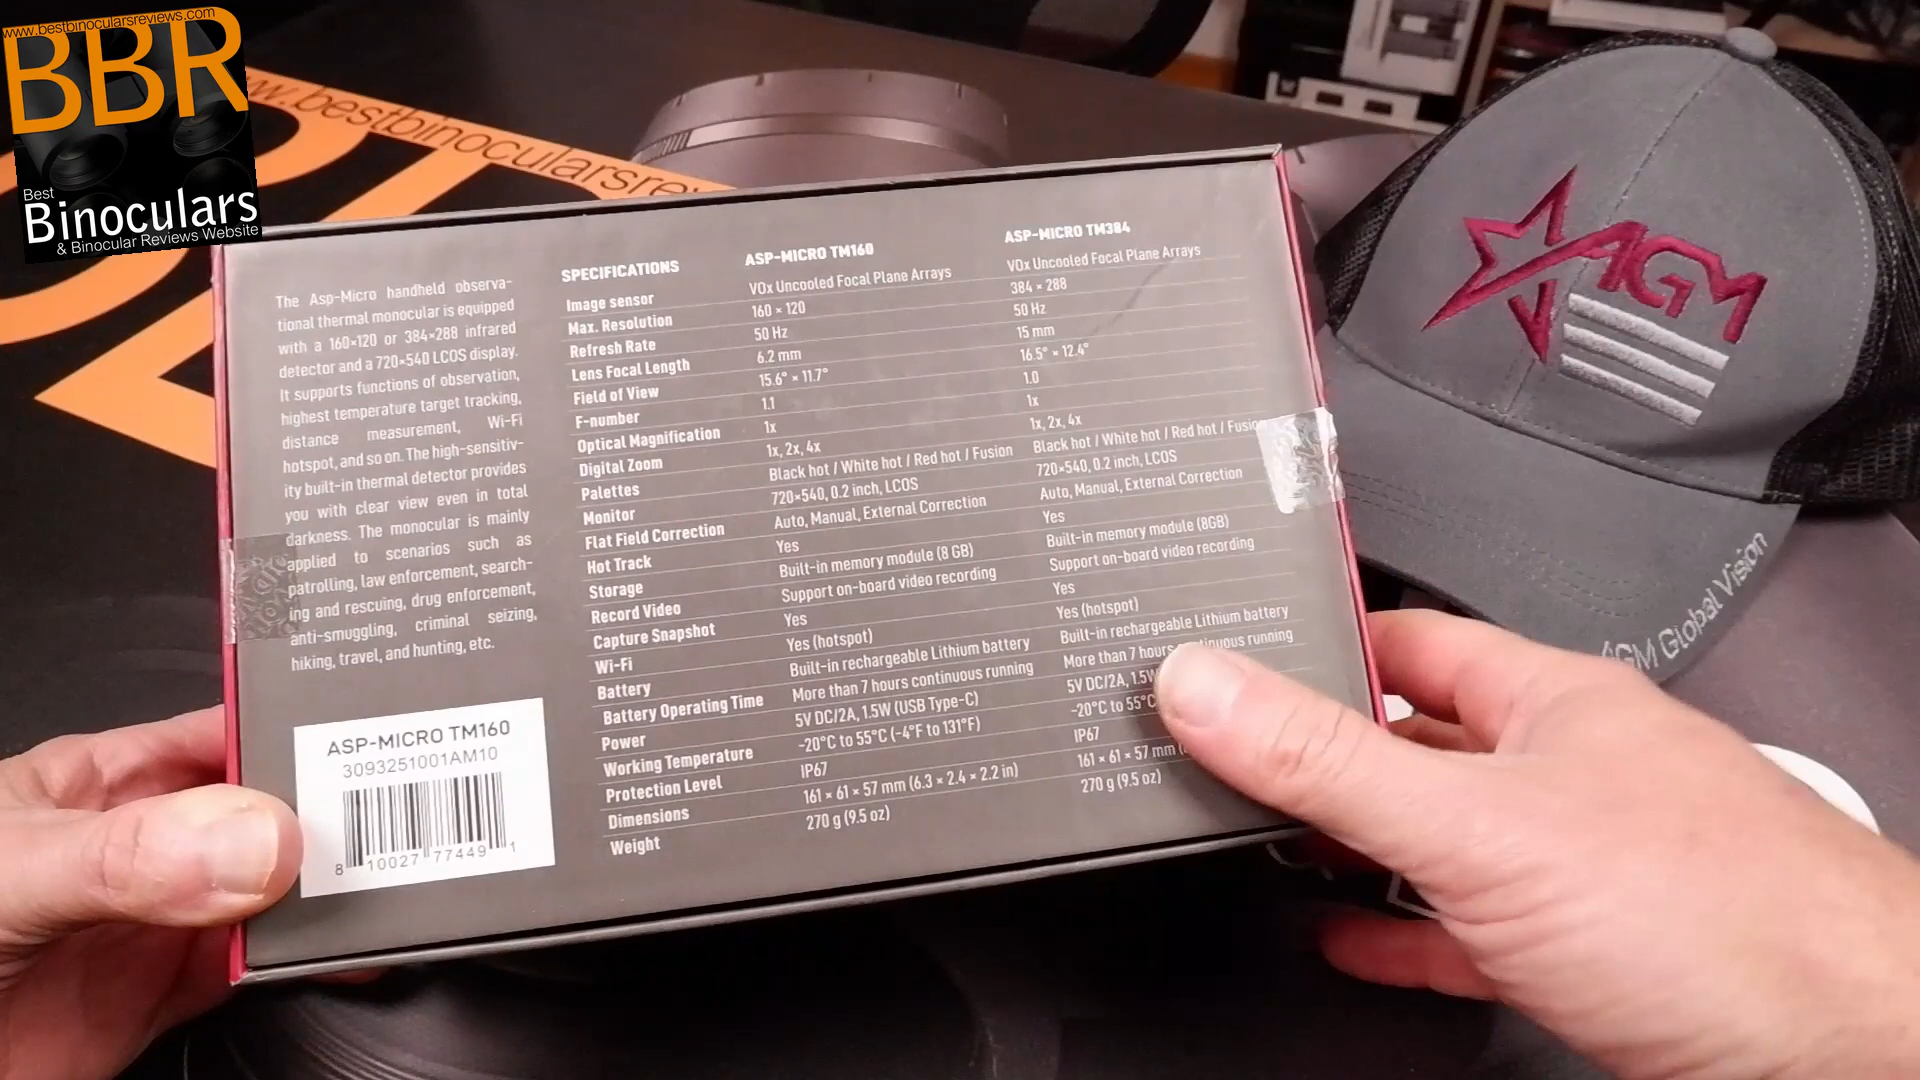 www.bestbinocularsreviews.com
BBR
Best
Binoculars
& Binocular Reviews Website
www.bestbinocularsrev
AGM
AGM Global Vision
The Asp-Micro handheld observa-
tional thermal monocular is equipped
with a 160×120 or 384×288 infrared
detector and a 720×540 LCOS display.
It supports functions of observation,
highest temperature target tracking,
distance measurement, Wi-Fi
hotspot, and so on. The high-sensitiv-
ity built-in thermal detector provides
you with clear view even in total
darkness. The monocular is mainly
applied to scenarios such as
patrolling, law enforcement, search-
ing and rescuing, drug enforcement,
anti-smuggling, criminal seizing,
hiking, travel, and hunting, etc.
SPECIFICATIONS ASP-MICRO TM160 ASP-MICRO TM384
Image sensor VOx Uncooled Focal Plane Arrays VOx Uncooled Focal Plane Arrays
Max. Resolution 160 × 120 384 × 288
Refresh Rate 50 Hz 50 Hz
Lens Focal Length 6.2 mm 15 mm
Field of View 15.6° × 11.7° 16.5° × 12.4°
F-number 1.1 1.0
Optical Magnification 1x 1x
Digital Zoom 1x, 2x, 4x 1x, 2x, 4x
Palettes Black hot / White hot / Red hot / Fusion Black hot / White hot / Red hot / Fusion
Monitor 720×540, 0.2 inch, LCOS 720×540, 0.2 inch, LCOS
Flat Field Correction Auto, Manual, External Correction Auto, Manual, External Correction
Hot Track Yes Yes
Storage Built-in memory module (8 GB) Built-in memory module (8GB)
Record Video Support on-board video recording Support on-board video recording
Capture Snapshot Yes Yes
Wi-Fi Yes (hotspot) Yes (hotspot)
Battery Built-in rechargeable Lithium battery Built-in rechargeable Lithium battery
Battery Operating Time More than 7 hours continuous running More than 7 hours continuous running
Power 5V DC/2A, 1.5W (USB Type-C) 5V DC/2A, 1.5W
Working Temperature -20°C to 55°C (-4°F to 131°F) -20°C to 55°C
Protection Level IP67 IP67
Dimensions 161 × 61 × 57 mm (6.3 × 2.4 × 2.2 in) 161 × 61 × 57 mm (
Weight 270 g (9.5 oz) 270 g (9.5 oz)
ASP-MICRO TM160
3093251001AM10
8 10027 77449 1